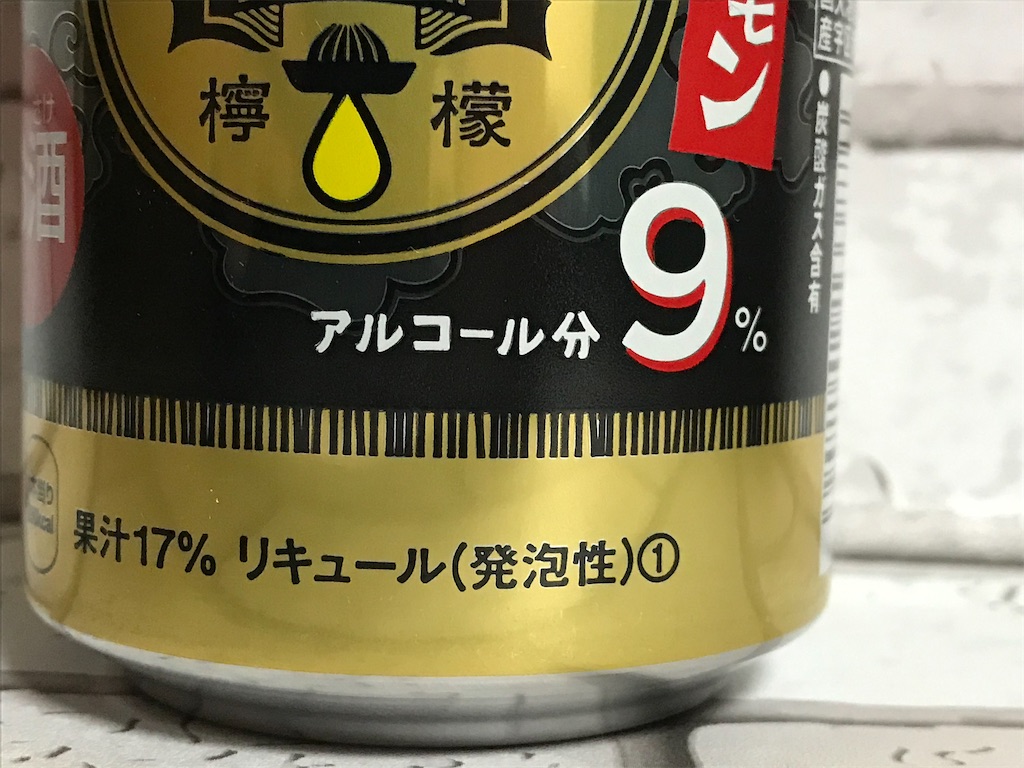 檸檬
モン
酒
アルコール分9%
●炭酸ガス含有
果汁17% リキュール(発泡性)①